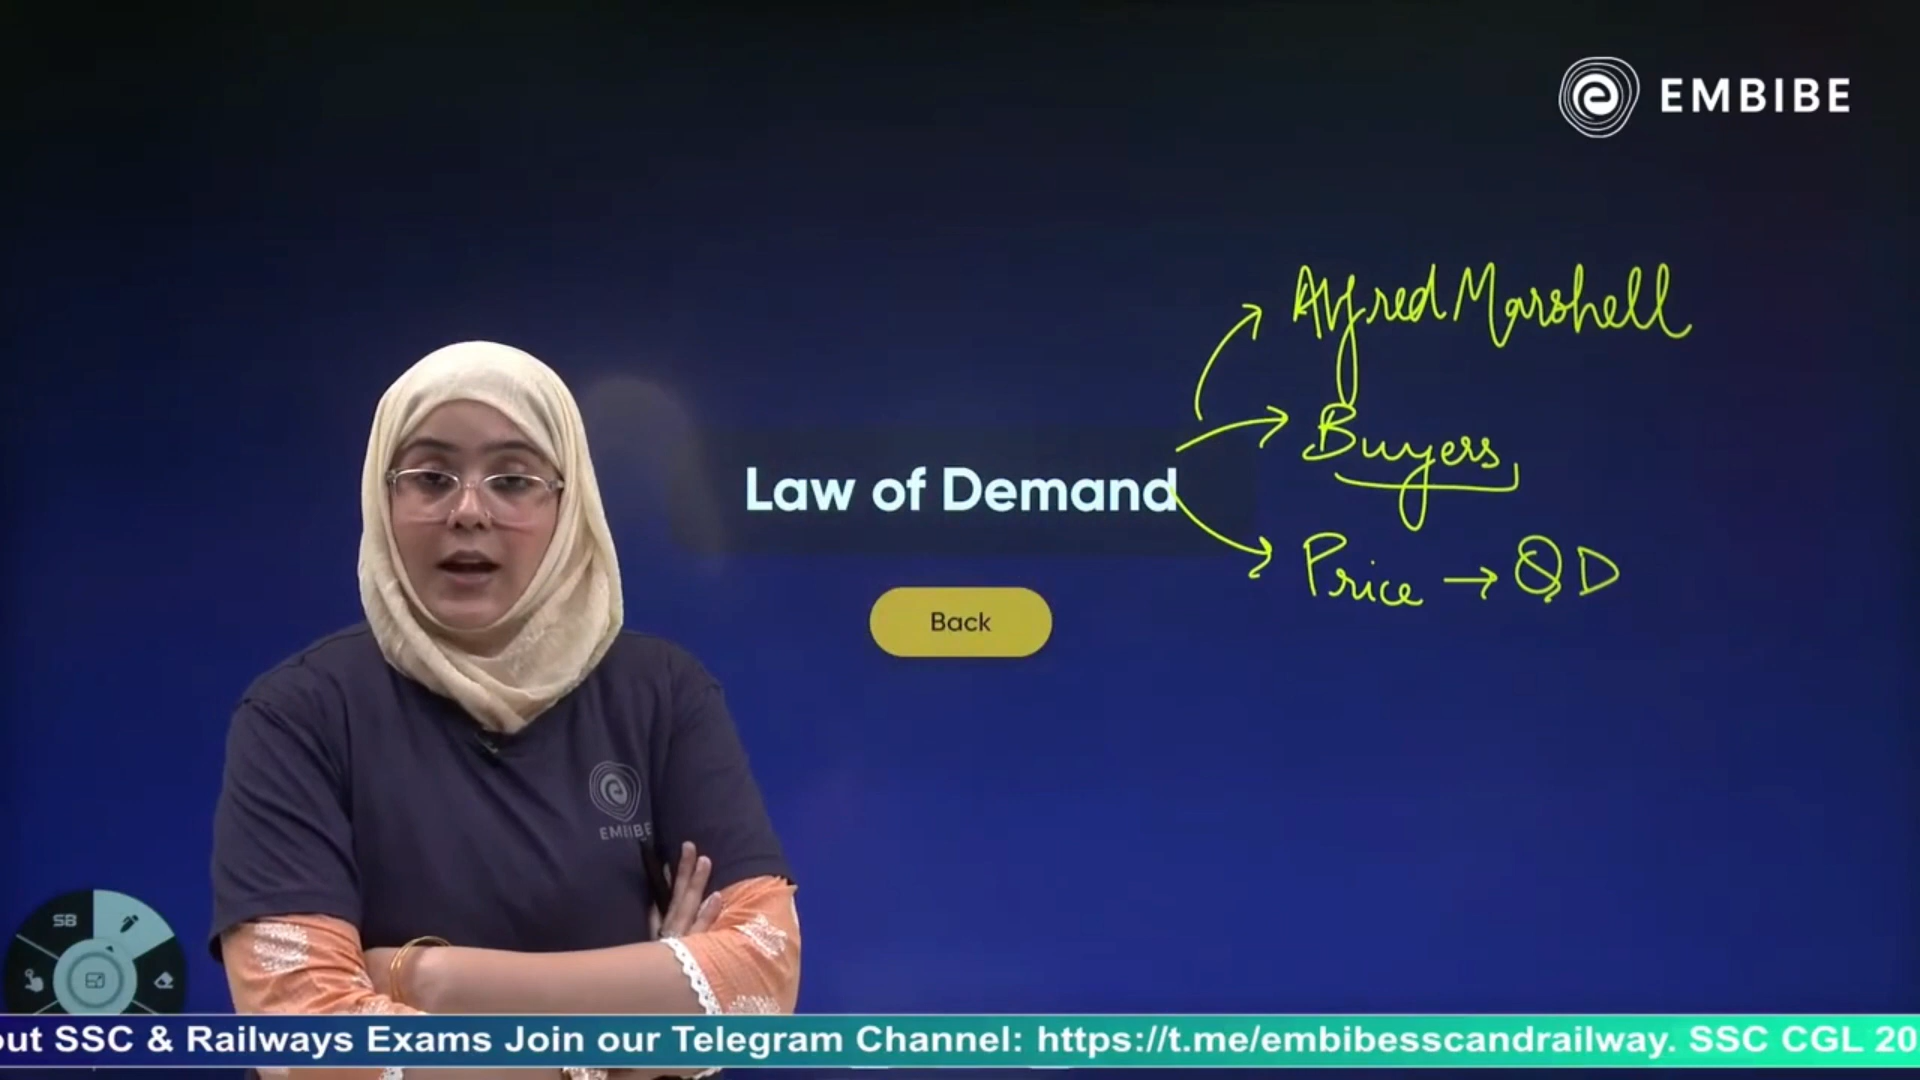 EMBIBE
Alfred Marshell
Buyers
Law of Demand
Price → QD
Back
EMBIBE
SB
out SSC & Railways Exams Join our Telegram Channel: https://t.me/embibesscandrailway. SSC CGL 20